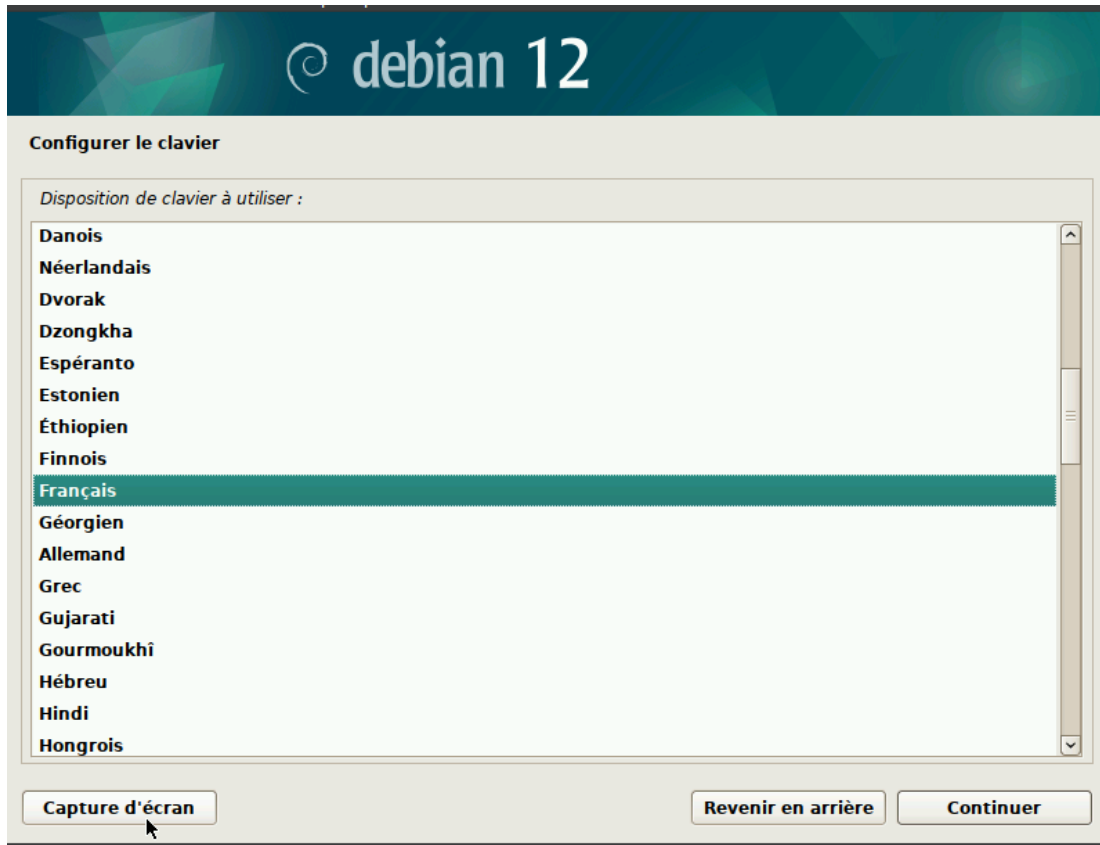 debian 12
Configurer le clavier
Disposition de clavier à utiliser :
Danois
Néerlandais
Dvorak
Dzongkha
Espéranto
Estonien
Éthiopien
Finnois
Français
Géorgien
Allemand
Grec
Gujarati
Gourmoukhî
Hébreu
Hindi
Hongrois
Capture d'écran
Revenir en arrière
Continuer